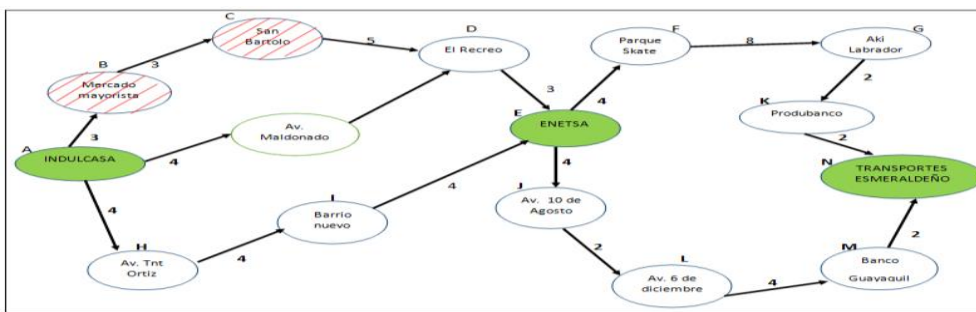 C
San
Bartolo
5
D
El Recreo
F
Parque
Skate
8
G
Aki
Labrador
B
3
Mercado
mayorista
3
4
2
K
Produbanco
3
Av.
Maldonado
E
ENETSA
2
A
INDULCASA
4
4
N
TRANSPORTES
ESMERALDEÑO
4
4
I
Barrio
nuevo
J
Av. 10 de
Agosto
2
H
Av. Tnt
Ortiz
4
2
L
Av. 6 de
diciembre
4
M
Banco
Guayaquil